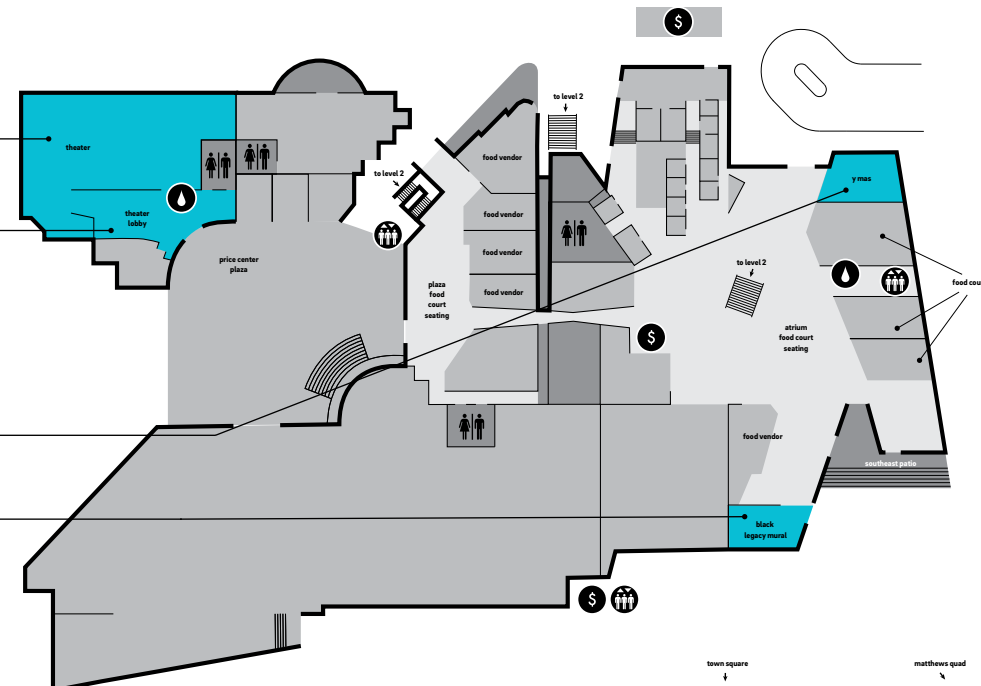 $
to level 2
theater
food vendor
to level 2
y mas
food vendor
theater
lobby
price center
plaza
food vendor
to level 2
food cou
plaza
food
court
seating
food vendor
atrium
food court
seating
$
food vendor
southeast patio
black
legacy mural
$
town square
matthews quad